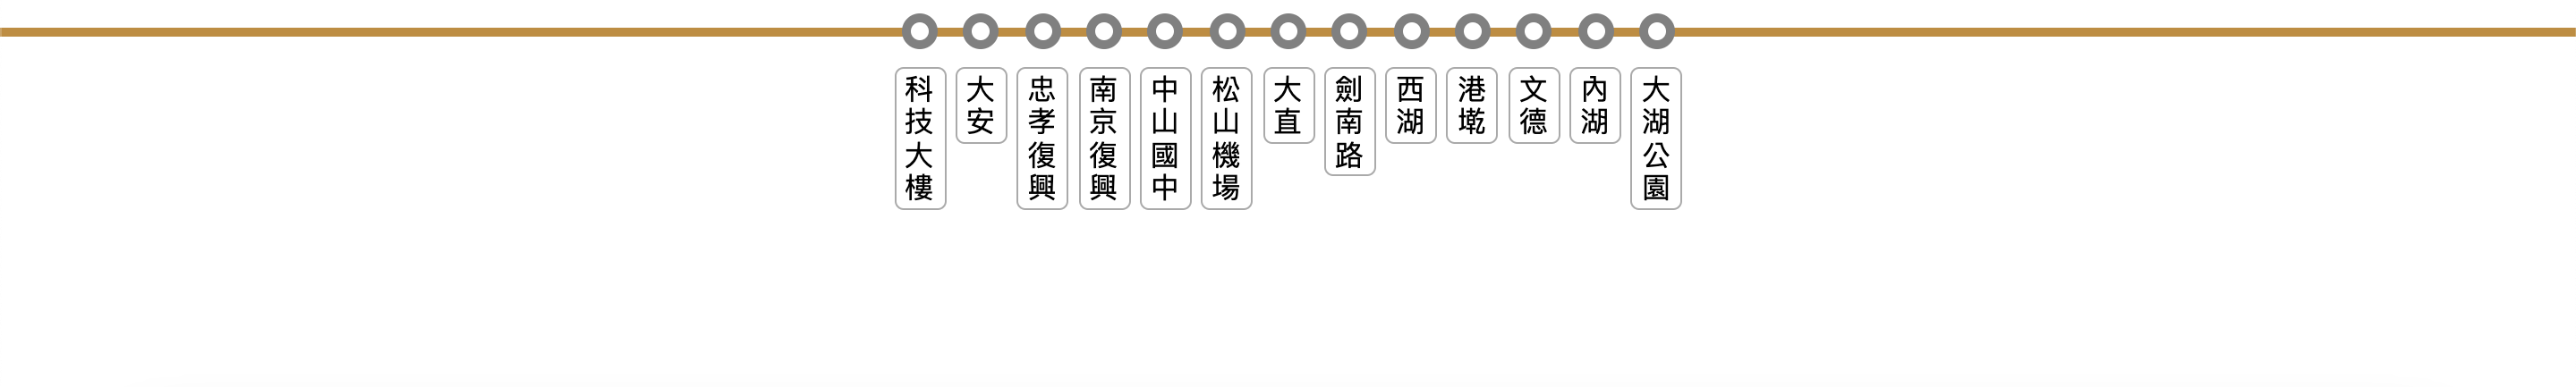 科技大樓
大安
忠孝復興
南京復興
中山國中
松山機場
大直
劍南路
西湖
港墘
文德
內湖
大湖公園